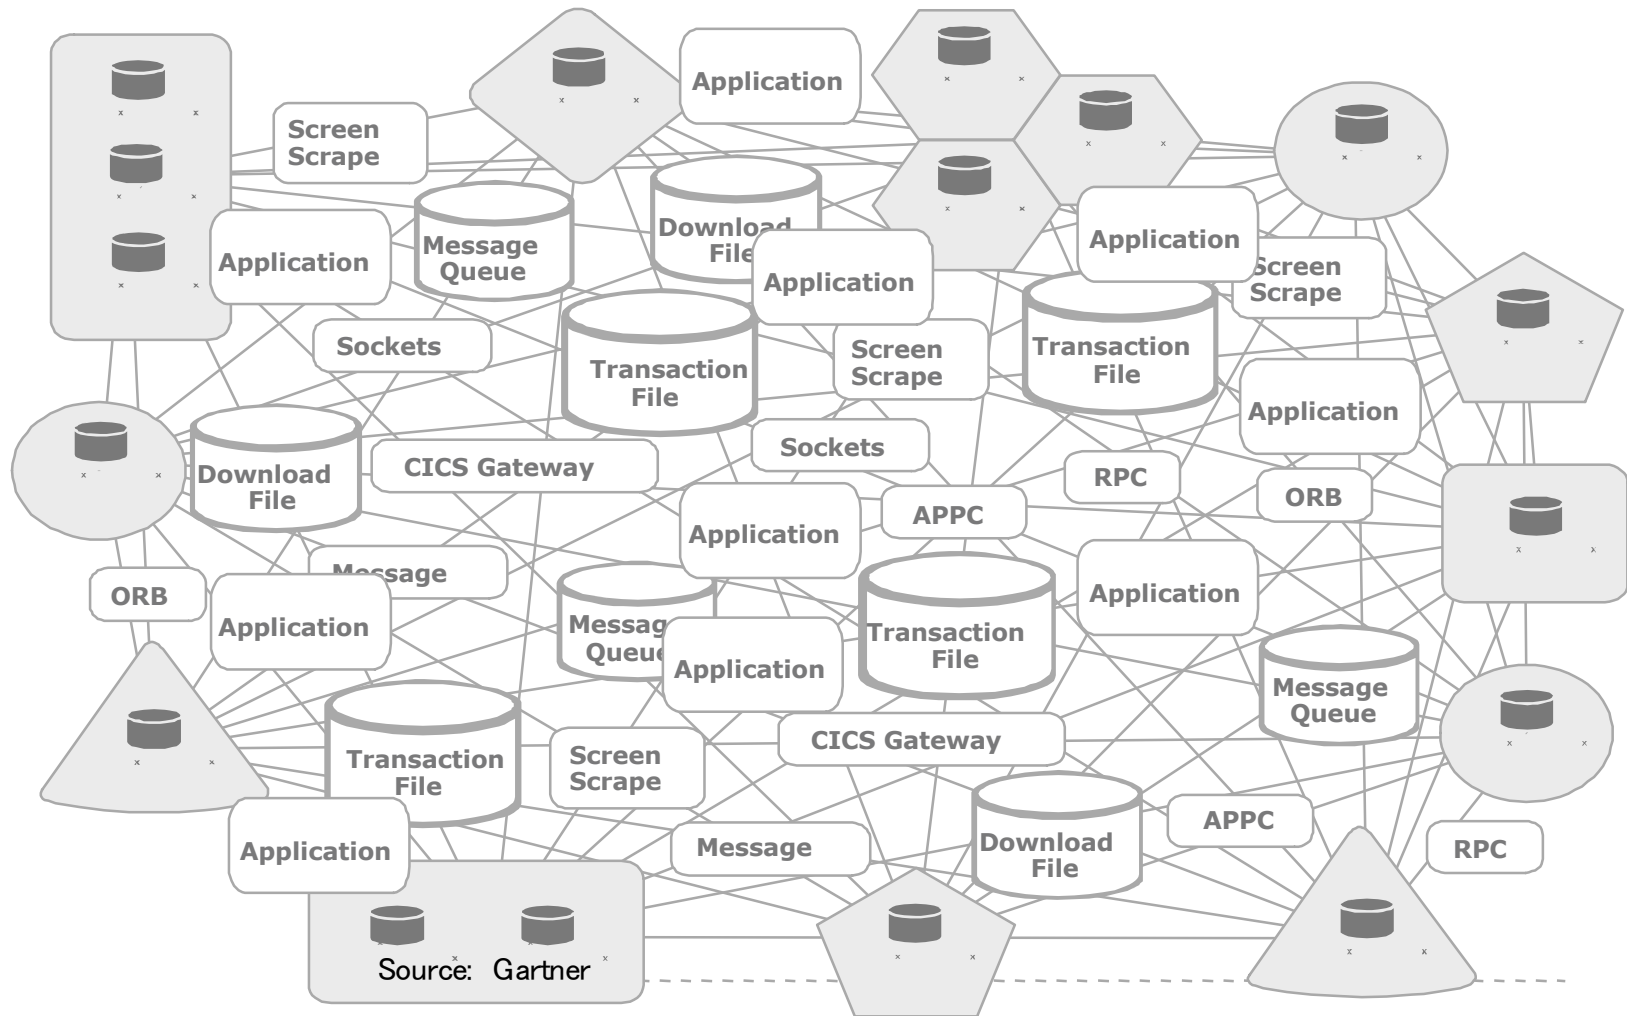 Application
Screen
Scrape
Message
Queue
Download
File
Application
Application
Application
Screen
Scrape
Sockets
Transaction
File
Screen
Scrape
Transaction
File
Application
Sockets
CICS Gateway
Download
File
RPC
ORB
APPC
Application
Message
Application
ORB
Application
Message
Queue
Transaction
File
Application
Message
Queue
CICS Gateway
Transaction
File
Screen
Scrape
Application
Message
Download
File
APPC
RPC
Source: Gartner